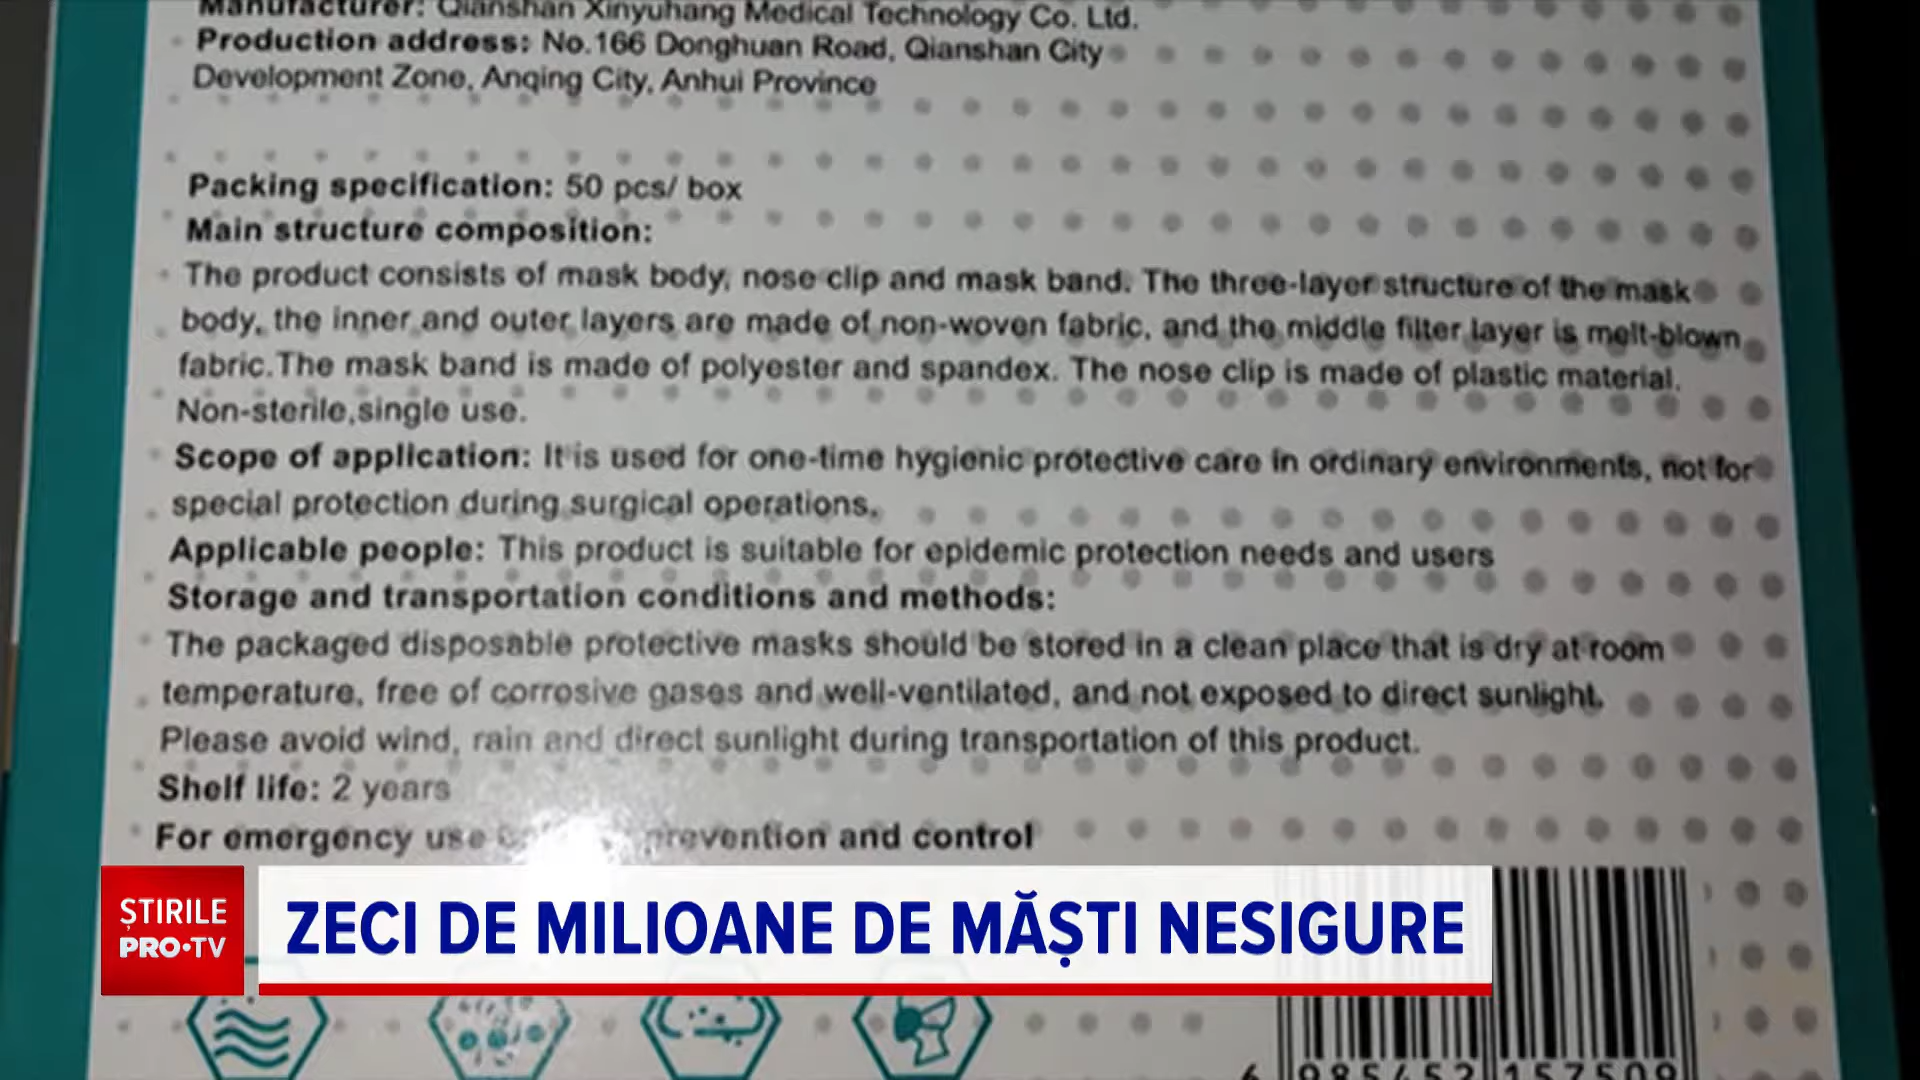 Manufacturer: Qianshan Xinyuhang Medical Technology Co. Ltd.
Production address: No.166 Donghuan Road, Qianshan City
Development Zone, Anqing City, Anhui Province
Packing specification: 50 pcs/ box
Main structure composition:
The product consists of mask body, nose clip and mask band. The three-layer structure of the mask
body, the inner and outer layers are made of non-woven fabric, and the middle filter layer is melt-blown
fabric.The mask band is made of polyester and spandex. The nose clip is made of plastic material.
Non-sterile,single use.
Scope of application: It is used for one-time hygienic protective care in ordinary environments, not for
special protection during surgical operations.
Applicable people: This product is suitable for epidemic protection needs and users
Storage and transportation conditions and methods:
The packaged disposable protective masks should be stored in a clean place that is dry at room
temperature, free of corrosive gases and well-ventilated, and not exposed to direct sunlight.
Please avoid wind, rain and direct sunlight during transportation of this product.
Shelf life: 2 years
For emergency use prevention and control
ȘTIRILE
PRO•TV
ZECI DE MILIOANE DE MĂȘTI NESIGURE
6 985452 157509